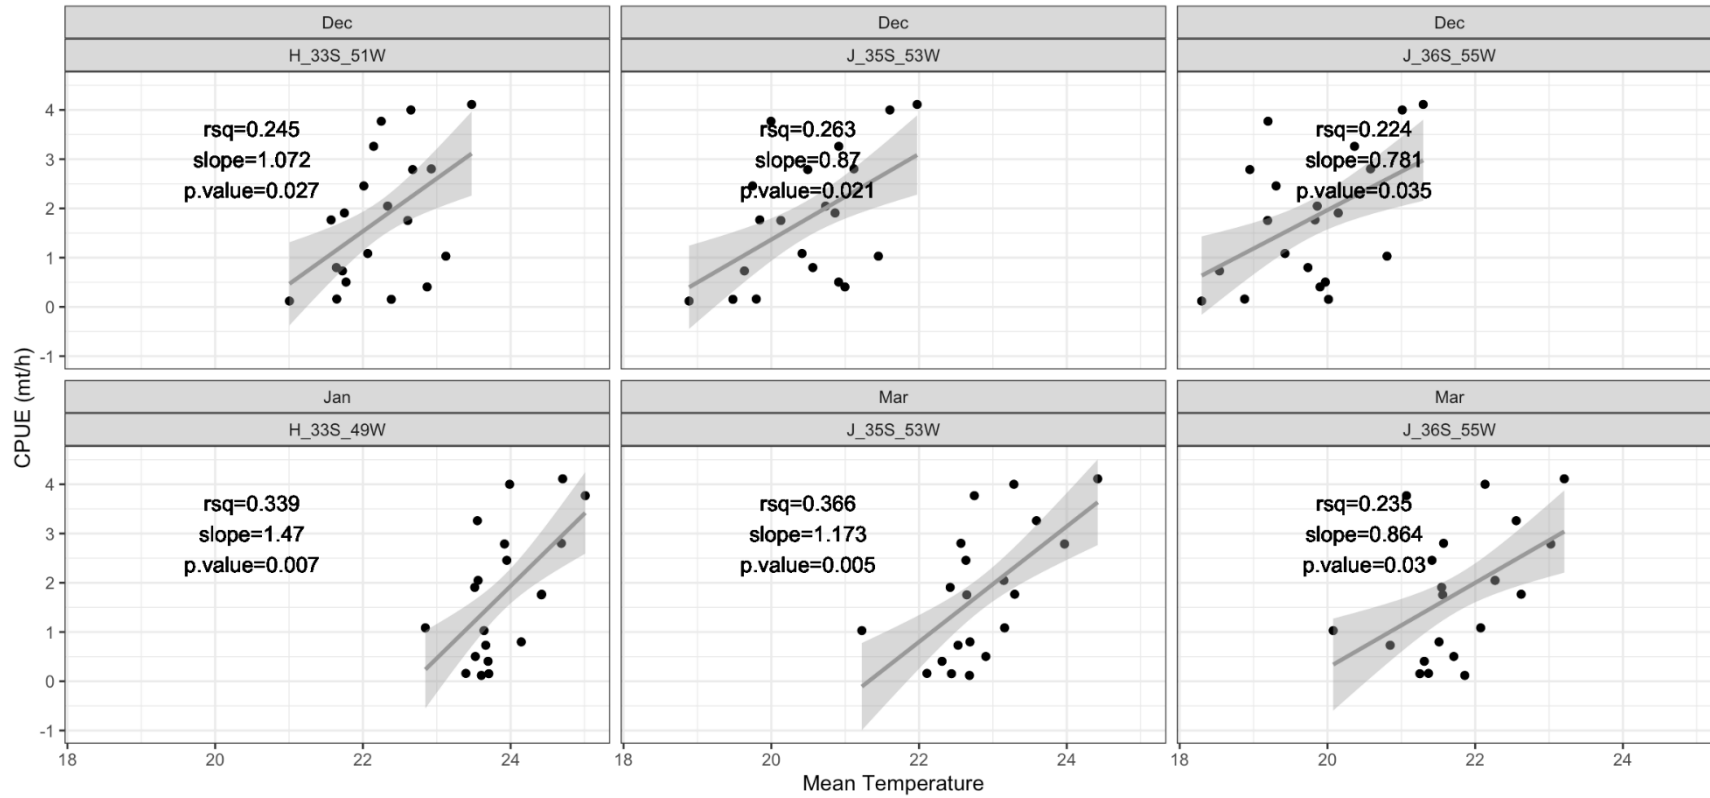 Dec
Dec
Dec
H_33S_51W
J_35S_53W
J_36S_55W
4
3
2
1
0
-1
rsq=0.245
slope=1.072
p.value=0.027
rsq=0.263
slope=0.87
p.value=0.021
rsq=0.224
slope=0.781
p.value=0.035
CPUE (mt/h)
Jan
Mar
Mar
H_33S_49W
J_35S_53W
J_36S_55W
4
3
2
1
0
-1
rsq=0.339
slope=1.47
p.value=0.007
rsq=0.366
slope=1.173
p.value=0.005
rsq=0.235
slope=0.864
p.value=0.03
18 20 22 24
18 20 22 24
18 20 22 24
Mean Temperature